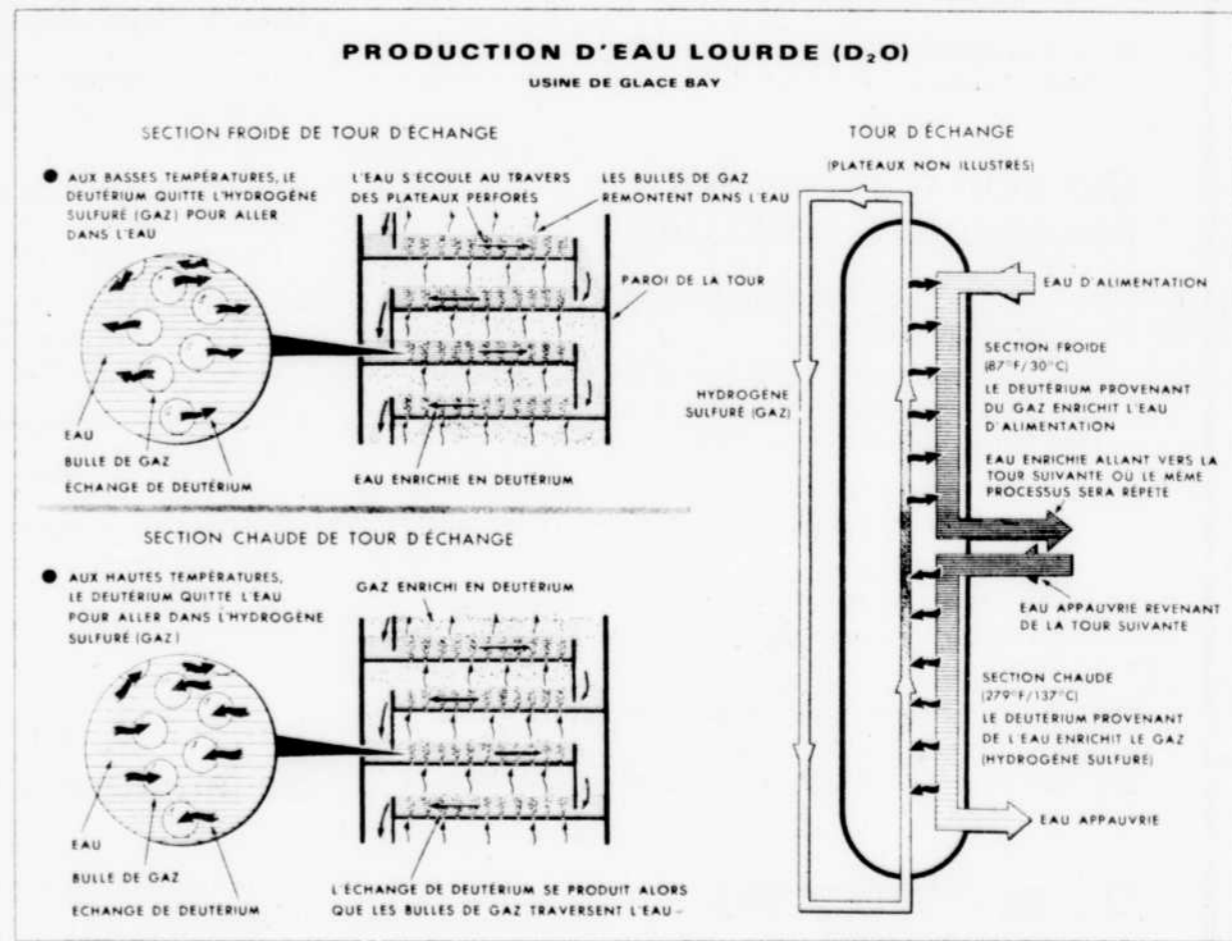 PRODUCTION D'EAU LOURDE (D₂O)
USINE DE GLACE BAY
SECTION FROIDE DE TOUR D'ÉCHANGE
● AUX BASSES TEMPÉRATURES, LE
DEUTÉRIUM QUITTE L'HYDROGÈNE
SULFURÉ (GAZ) POUR ALLER
DANS L'EAU
L'EAU S'ÉCOULE AU TRAVERS
DES PLATEAUX PERFORÉS
LES BULLES DE GAZ
REMONTENT DANS L'EAU
PAROI DE LA TOUR
EAU
BULLE DE GAZ
ÉCHANGE DE DEUTÉRIUM
EAU ENRICHIE EN DEUTÉRIUM
SECTION CHAUDE DE TOUR D'ÉCHANGE
● AUX HAUTES TEMPÉRATURES,
LE DEUTÉRIUM QUITTE L'EAU
POUR ALLER DANS L'HYDROGÈNE
SULFURÉ (GAZ)
GAZ ENRICHI EN DEUTÉRIUM
EAU
BULLE DE GAZ
ECHANGE DE DEUTERIUM
L'ÉCHANGE DE DEUTÉRIUM SE PRODUIT ALORS
QUE LES BULLES DE GAZ TRAVERSENT L'EAU -
TOUR D'ÉCHANGE
(PLATEAUX NON ILLUSTRÉS)
HYDROGÈNE
SULFURÉ (GAZ)
EAU D'ALIMENTATION
SECTION FROIDE
(87°F/30°C)
LE DEUTÉRIUM PROVENANT
DU GAZ ENRICHIT L'EAU
D'ALIMENTATION
EAU ENRICHIE ALLANT VERS LA
TOUR SUIVANTE OÙ LE MÊME
PROCESSUS SERA RÉPÉTÉ
EAU APPAUVRIE REVENANT
DE LA TOUR SUIVANTE
SECTION CHAUDE
(279°F/137°C)
LE DEUTÉRIUM PROVENANT
DE L'EAU ENRICHIT LE GAZ
(HYDROGÈNE SULFURÉ)
EAU APPAUVRIE